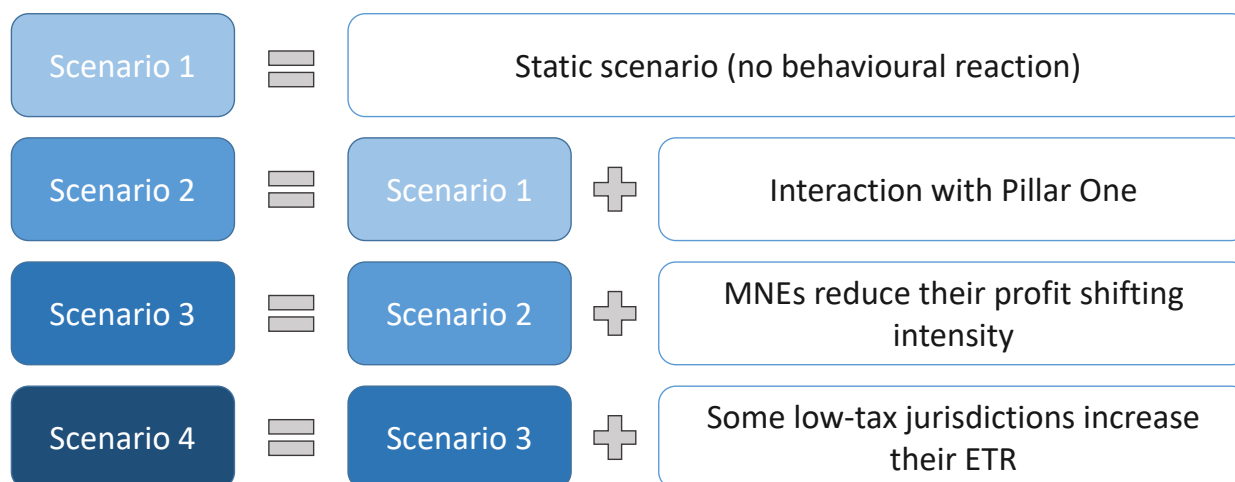 Scenario 1
Static scenario (no behavioural reaction)
Scenario 2
Scenario 1
Interaction with Pillar One
Scenario 3
Scenario 2
MNEs reduce their profit shifting
intensity
Scenario 4
Scenario 3
Some low-tax jurisdictions increase
their ETR